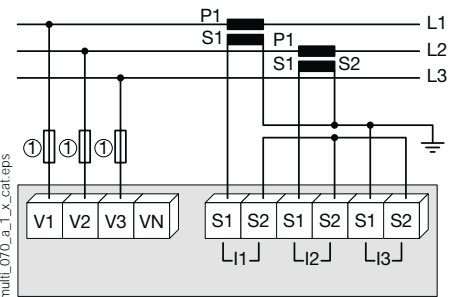 P1 L1
S1 P1 L2
S1 S2 L3
① ① ①
V1 V2 V3 VN S1 S2 S1 S2 S1 S2
I1 I2 I3
multi_070_a_1_x_cat.eps